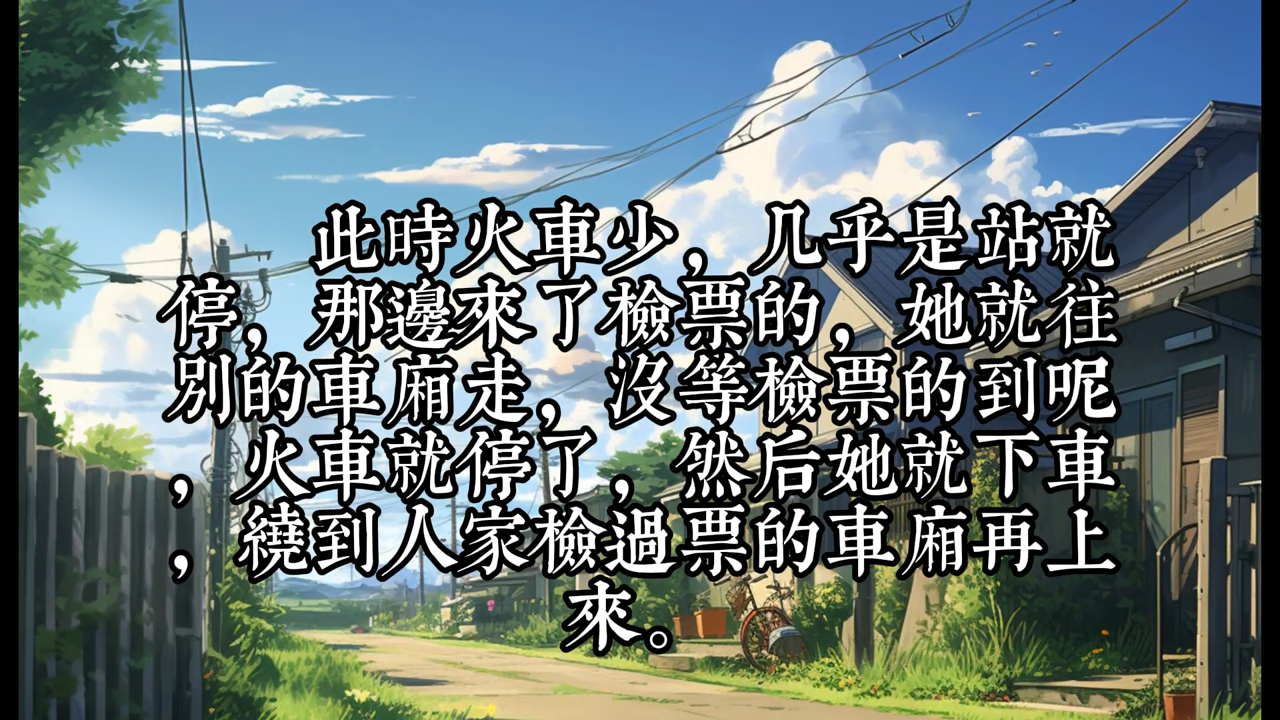 此時火車少，几乎是站就
停，那邊來了檢票的，她就往
別的車廂走，沒等檢票的到呢
，火車就停了，然后她就下車
，繞到人家檢過票的車廂再上
來。